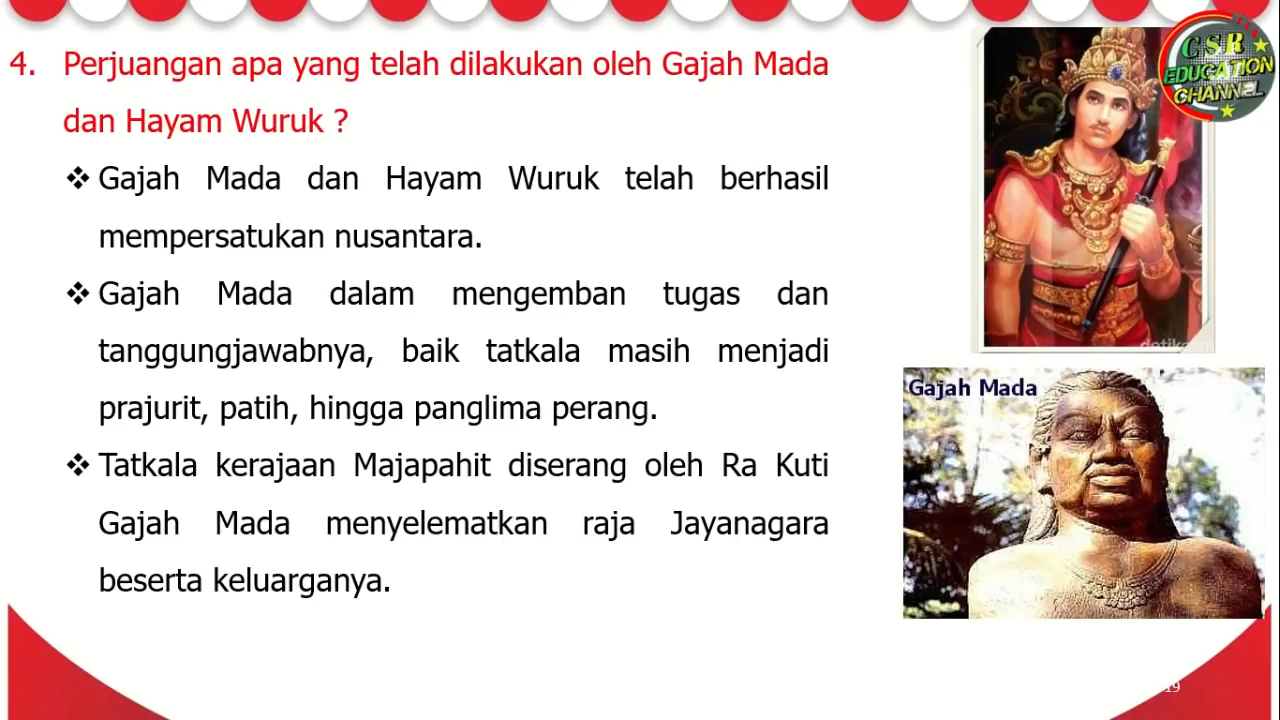 4. Perjuangan apa yang telah dilakukan oleh Gajah Mada
dan Hayam Wuruk ?
❖ Gajah Mada dan Hayam Wuruk telah berhasil
mempersatukan nusantara.
❖ Gajah Mada dalam mengemban tugas dan
tanggungjawabnya, baik tatkala masih menjadi
prajurit, patih, hingga panglima perang.
❖ Tatkala kerajaan Majapahit diserang oleh Ra Kuti
Gajah Mada menyelematkan raja Jayanagara
beserta keluarganya.
CSR
EDUCATION
CHANNEL
Gajah Mada
19